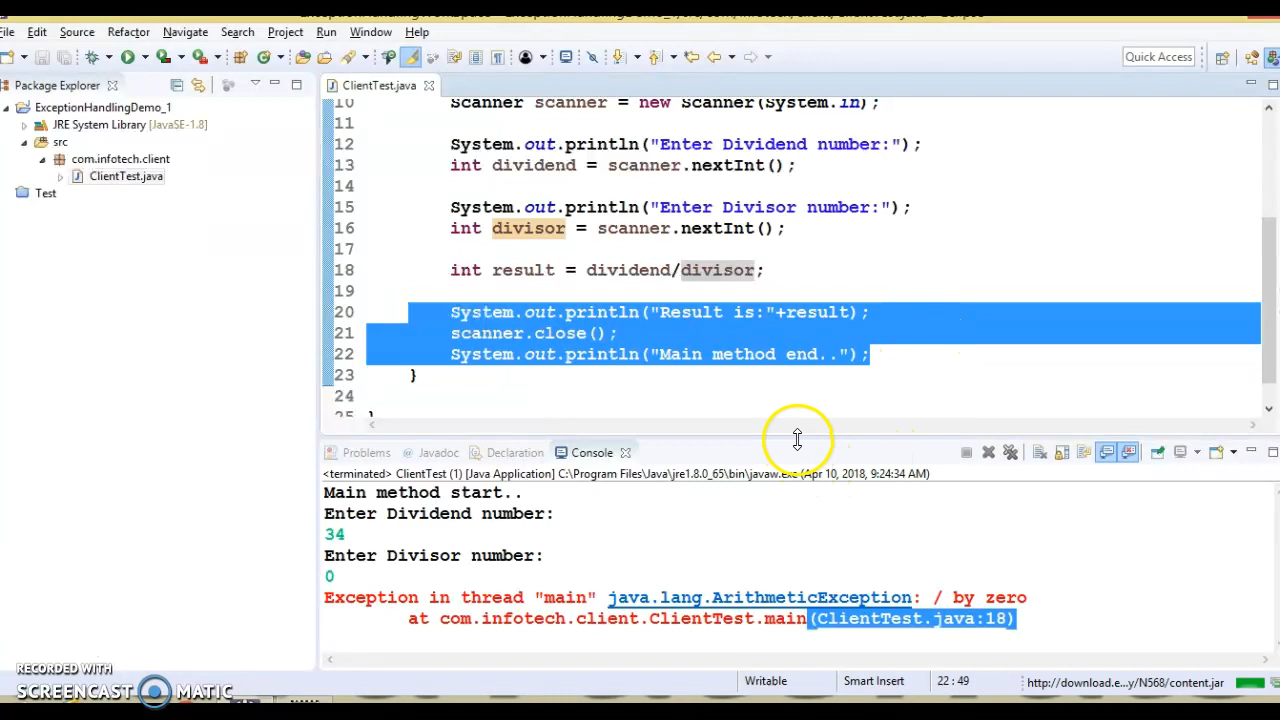 File Edit Source Refactor Navigate Search Project Run Window Help
Quick Access
Package Explorer
ExceptionHandlingDemo_1
JRE System Library [JavaSE-1.8]
src
com.infotech.client
ClientTest.java
Test
ClientTest.java
10 Scanner scanner = new Scanner(System.in);
11
12 System.out.println("Enter Dividend number:");
13 int dividend = scanner.nextInt();
14
15 System.out.println("Enter Divisor number:");
16 int divisor = scanner.nextInt();
17
18 int result = dividend/divisor;
19
20 System.out.println("Result is:"+result);
21 scanner.close();
22 System.out.println("Main method end..");
23 }
24
25 }
Problems Javadoc Declaration Console
<terminated> ClientTest (1) [Java Application] C:\Program Files\Java\jre1.8.0_65\bin\javaw.exe (Apr 10, 2018, 9:24:34 AM)
Main method start..
Enter Dividend number:
34
Enter Divisor number:
0
Exception in thread "main" java.lang.ArithmeticException: / by zero
at com.infotech.client.ClientTest.main(ClientTest.java:18)
Writable Smart Insert 22 : 49 http://download.e...y/N568/content.jar
RECORDED WITH
SCREENCAST MATIC